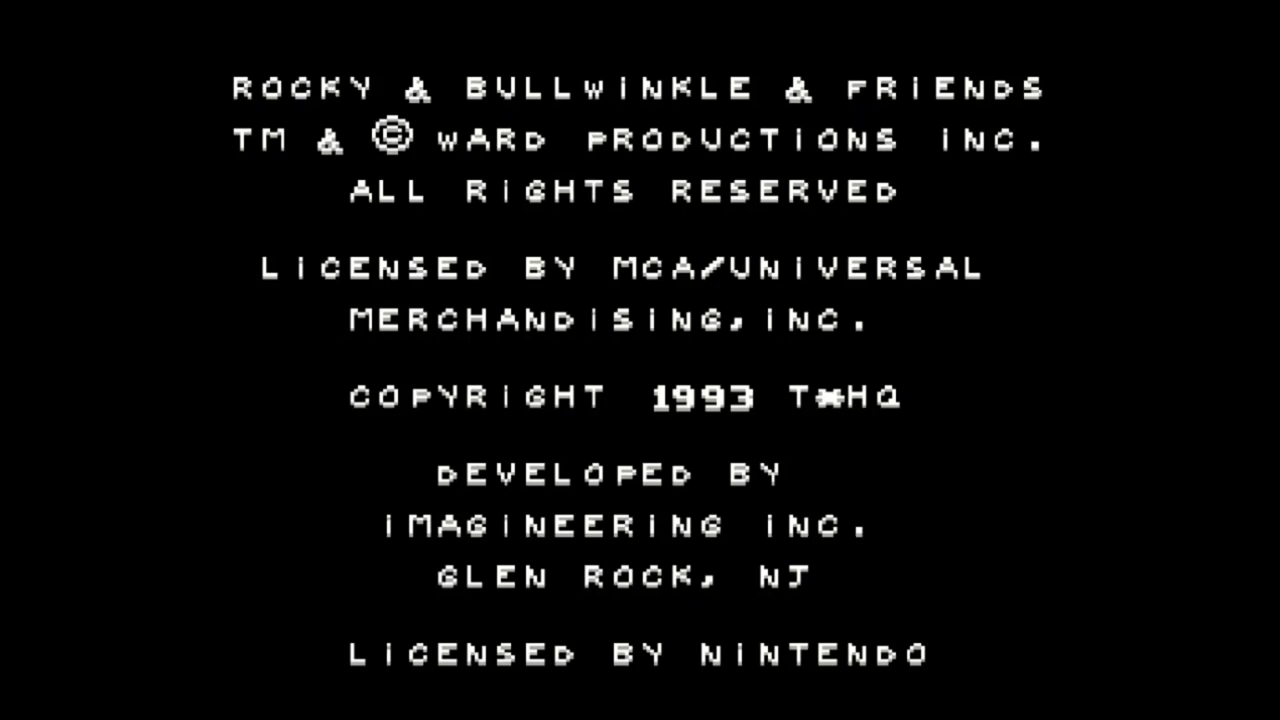 ROCKY & BULLWiNKLE & FRiENDS
TM & © WARD PRODUCTiONS iNC.
ALL RiGHTS RESERVED
LiCENSED BY MCA/UNiVERSAL
MERCHANDiSiNG,iNC.
COPYRiGHT 1993 T*HQ
DEVELOPED BY
iMAGiNEERiNG iNC.
GLEN ROCK, NJ
LiCENSED BY NiNTENDO